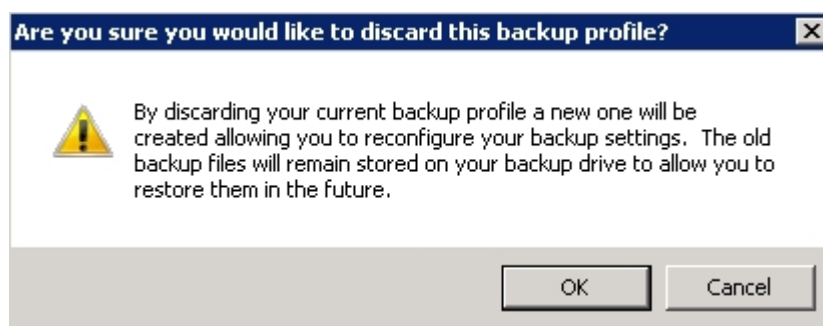 Are you sure you would like to discard this backup profile?
By discarding your current backup profile a new one will be
created allowing you to reconfigure your backup settings.  The old
backup files will remain stored on your backup drive to allow you to
restore them in the future.
OK
Cancel